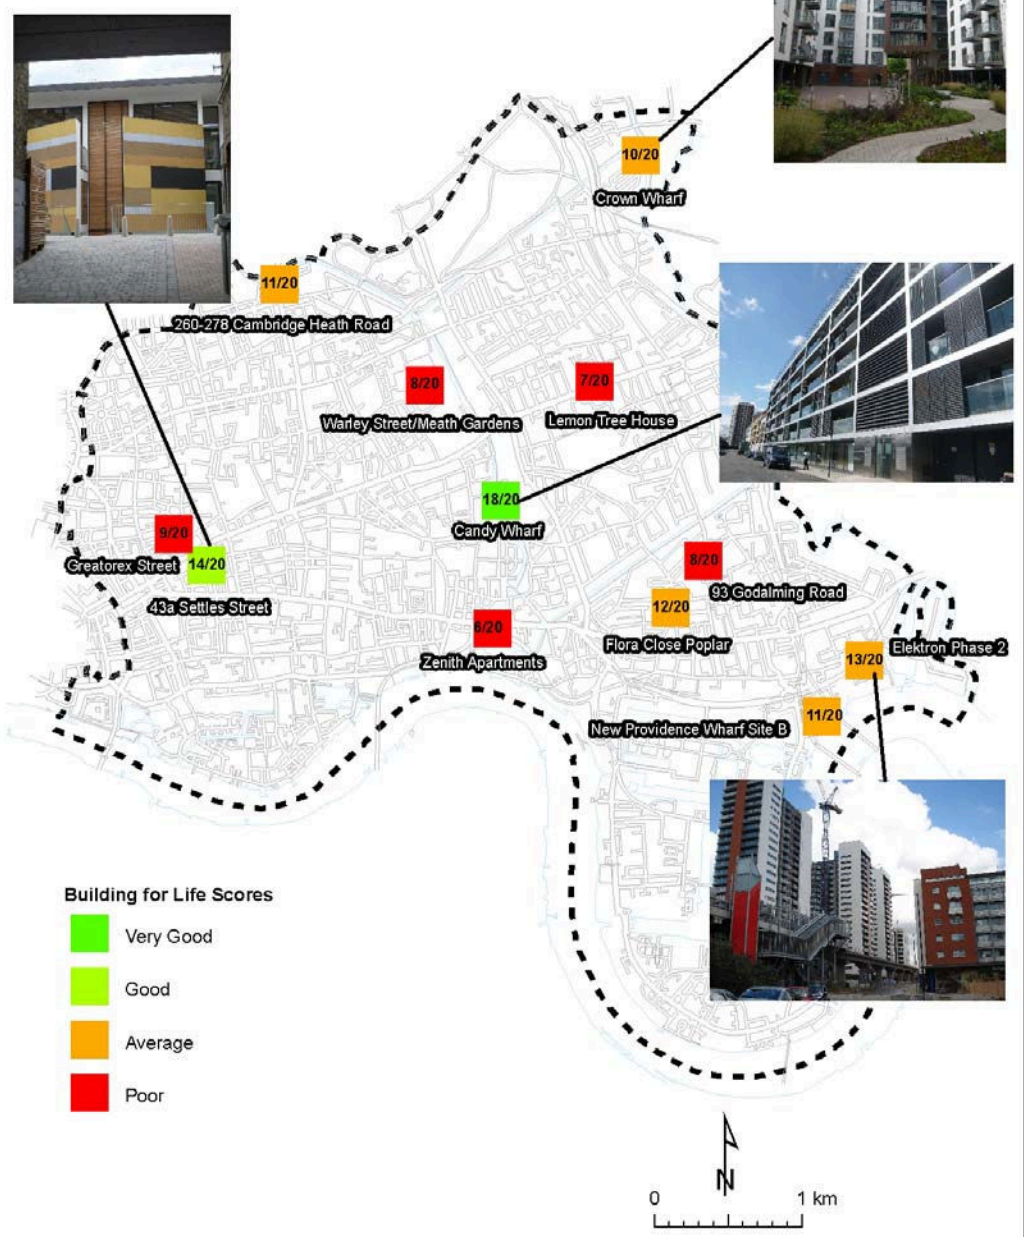 10/20
Crown Wharf
11/20
260-278 Cambridge Heath Road
8/20
7/20
Warley Street/Meath Gardens
Lemon Tree House
18/20
Candy Wharf
9/20
Greatorex Street
14/20
43a Settles Street
8/20
93 Godalming Road
12/20
Flora Close Poplar
6/20
Zenith Apartments
Elektron Phase 2
13/20
New Providence Wharf Site B
11/20
Building for Life Scores
Very Good
Good
Average
Poor
N
0
1 km